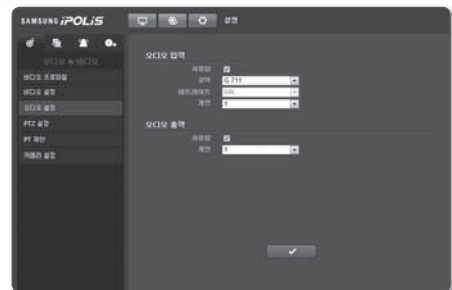 SAMSUNG iPOLiS
설정
오디오 & 비디오
비디오 프로파일
비디오 설정
오디오 설정
PTZ 설정
PT 제한
카메라 설정
오디오 입력
사용함
코덱 G.711
비트레이트 64K
게인 1
오디오 출력
사용함
게인 1